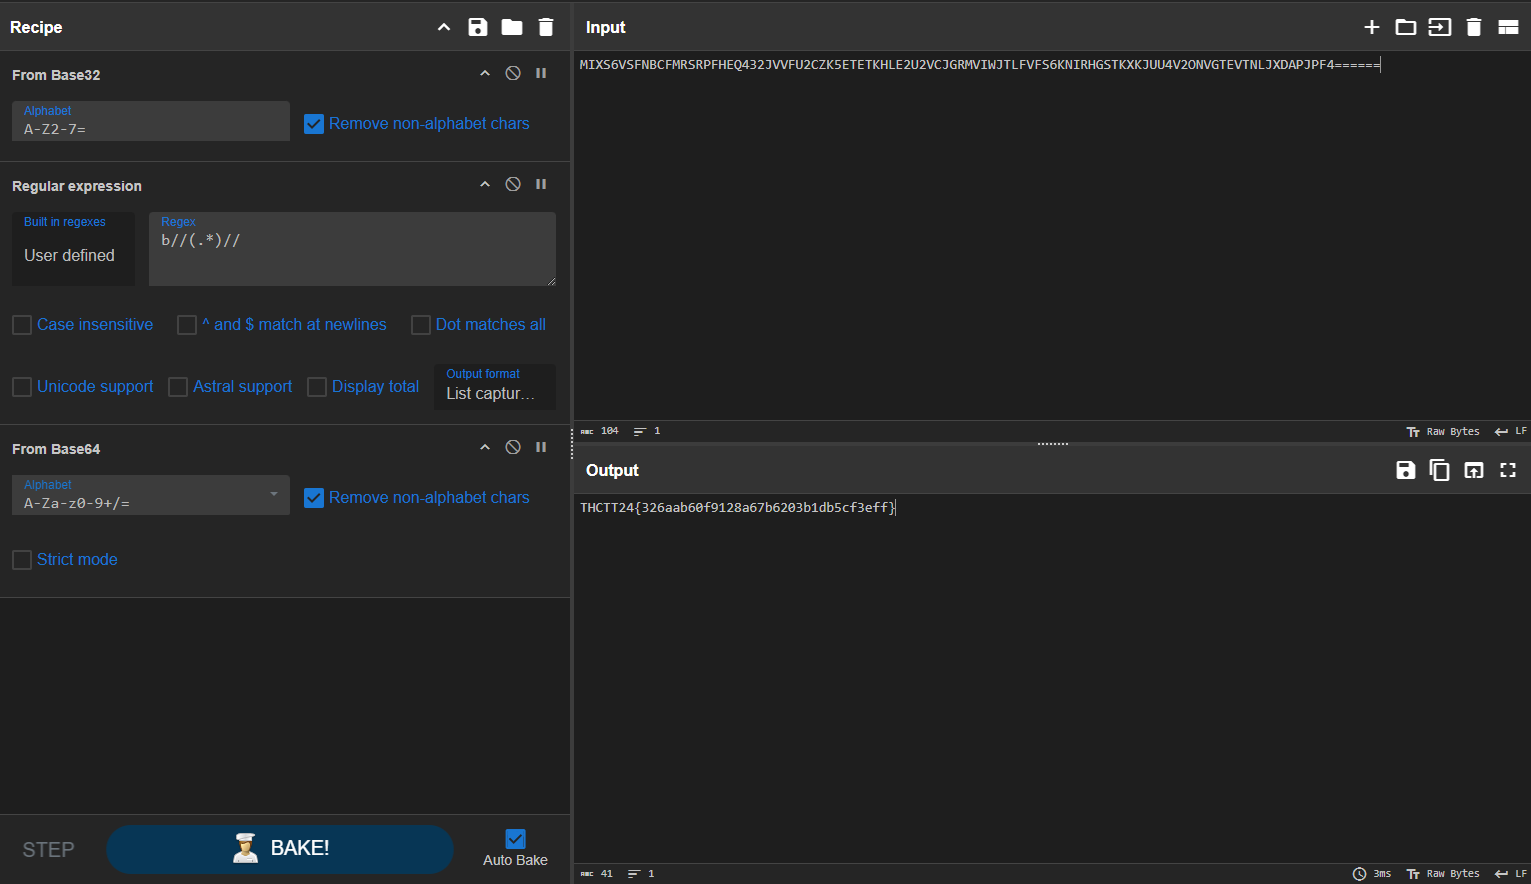 Recipe
From Base32
Alphabet
A-Z2-7=
Remove non-alphabet chars
Regular expression
Built in regexes
User defined
Regex
b//(.*)//
Case insensitive
^ and $ match at newlines
Dot matches all
Unicode support
Astral support
Display total
Output format
List captur…
From Base64
Alphabet
A-Za-z0-9+/=
Remove non-alphabet chars
Strict mode
STEP
BAKE!
Auto Bake
Input
MIXS6VSFNBCFMRSRPFHEQ432JVVFU2CZK5ETETKHLE2U2VCJGRMVIWJTLFVFS6KNIRHGSTKXKJUU4V2ONVGTEVTNLJXDAPJPF4======
ABC 104
1
Tт Raw Bytes
LF
Output
THCTT24{326aab60f9128a67b6203b1db5cf3eff}
ABC 41
1
3ms
Tт Raw Bytes
LF